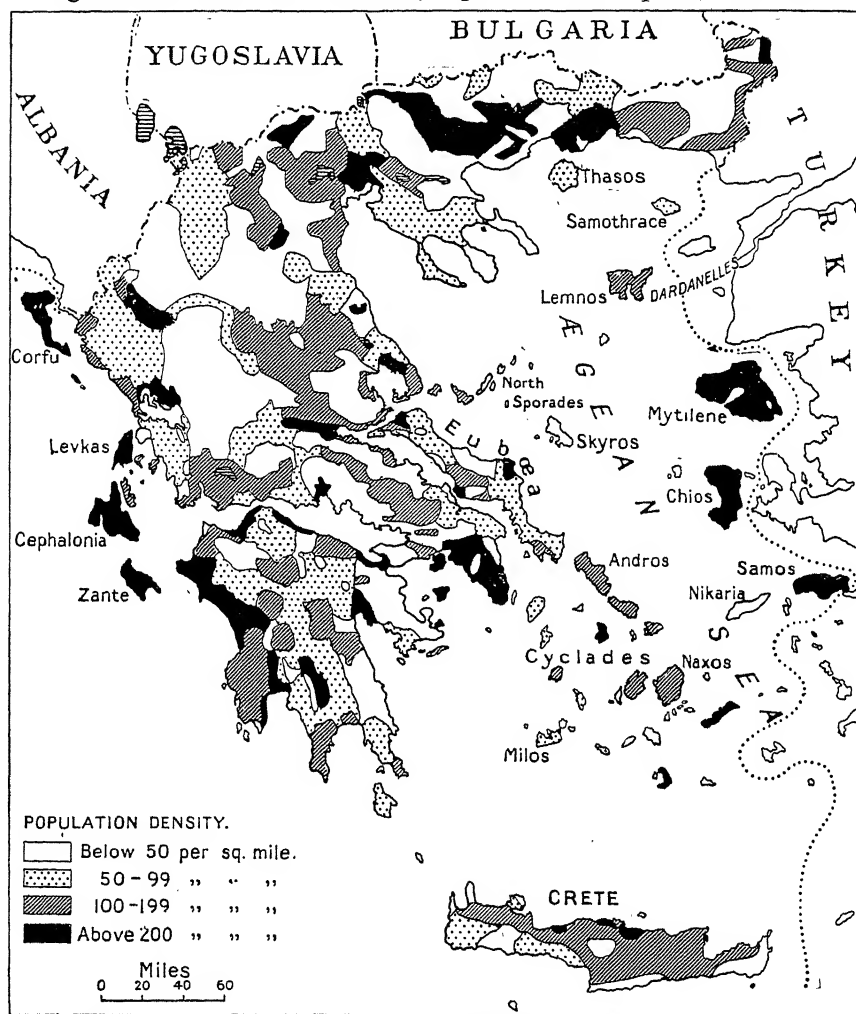 BULGARIA
YUGOSLAVIA
ALBANIA
TURKEY
Thasos
Samothrace
DARDANELLES
Lemnos
ÆGEAN SEA
Corfu
North
Sporades
Mytilene
Eubœa
Skyros
Levkas
Chios
Cephalonia
Andros
Samos
Zante
Nikaria
Cyclades
Naxos
Milos
POPULATION DENSITY.
Below 50 per sq. mile.
50-99 „ „ „
100-199 „ „ „
Above 200 „ „ „
CRETE
Miles
0 20 40 60